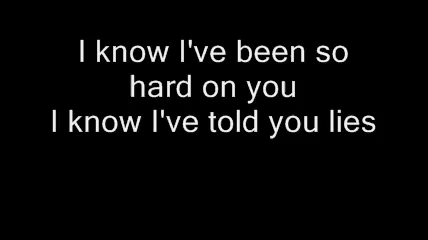 I know I've been so
hard on you
I know I've told you lies